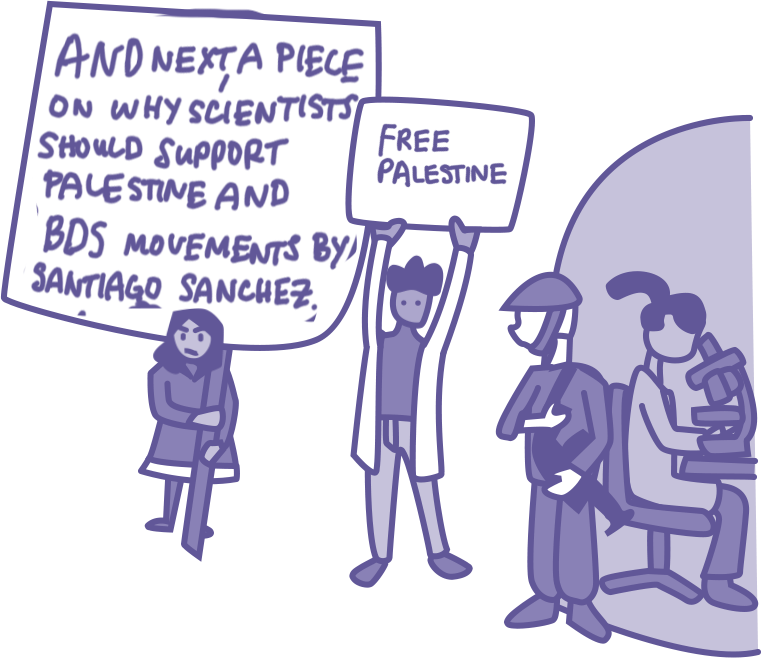 AND NEXT, A PIECE
ON WHY SCIENTISTS
SHOULD SUPPORT
PALESTINE AND
BDS MOVEMENTS BY
SANTIAGO SANCHEZ.
FREE
PALESTINE